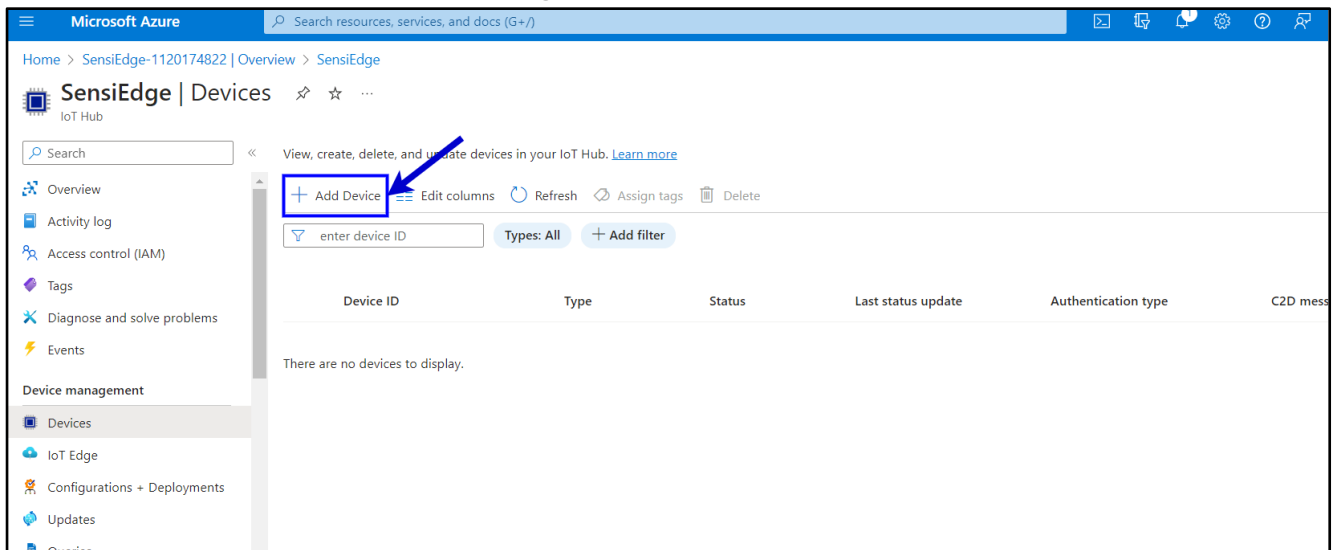 Microsoft Azure
Search resources, services, and docs (G+/)
1
Home > SensiEdge-1120174822 | Overview > SensiEdge
SensiEdge | Devices
IoT Hub
Search
«
View, create, delete, and update devices in your IoT Hub. Learn more
Overview
Activity log
Access control (IAM)
Tags
Diagnose and solve problems
Events
Device management
Devices
IoT Edge
Configurations + Deployments
Updates
Queries
+ Add Device
Edit columns
Refresh
Assign tags
Delete
enter device ID
Types: All
+ Add filter
Device ID
Type
Status
Last status update
Authentication type
C2D mess
There are no devices to display.